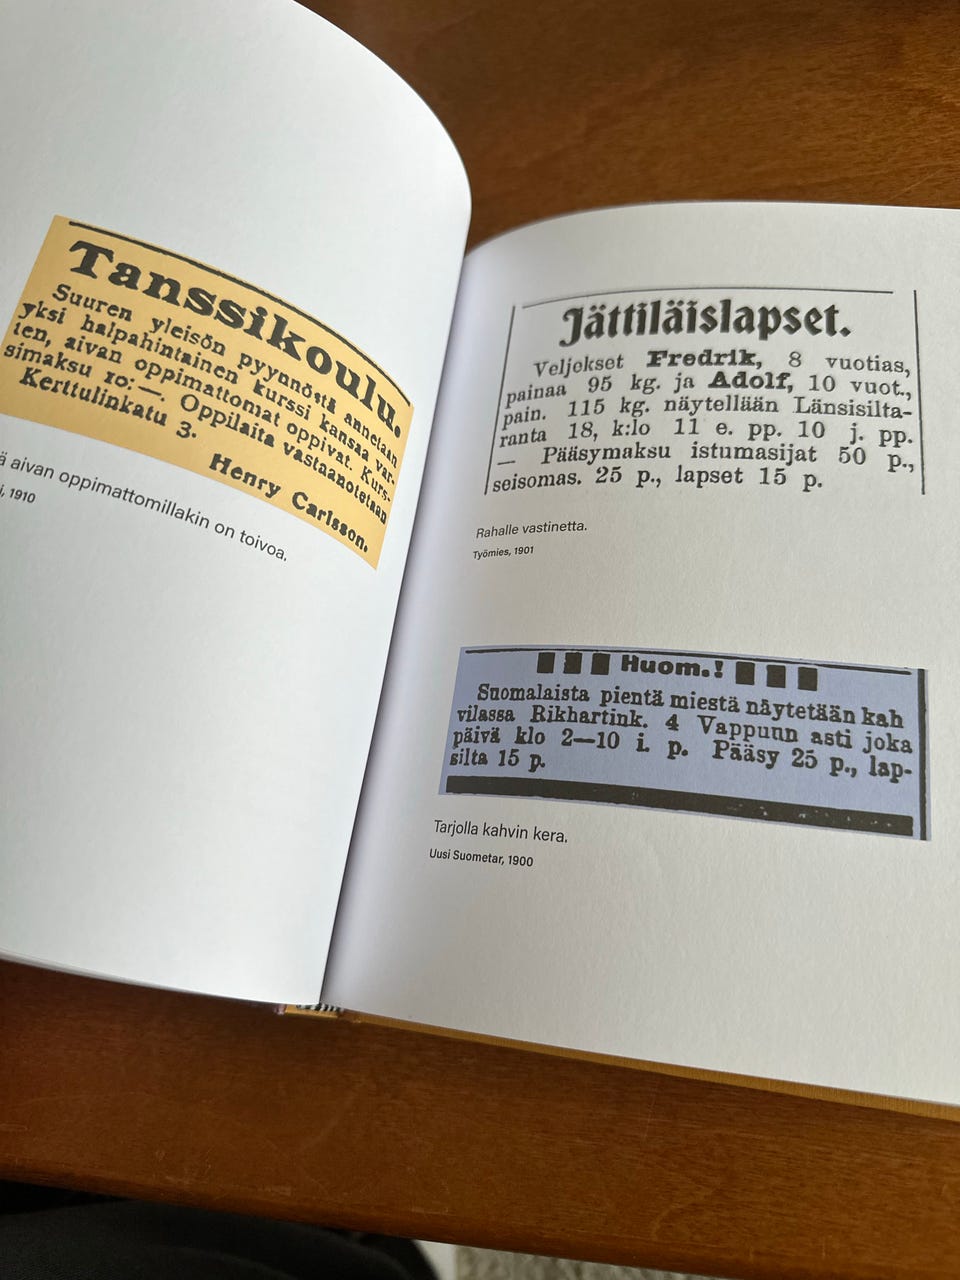 Tanssikoulu.
Suuren yleisön pyynnöstä annetaan
yksi halpahintainen kurssi kansaa var-
ten, aivan oppimattomat oppivat. Kurs-
simaksu 10:—. Oppilaita vastaanotetaan
Kerttulinkatu 3.
Henry Carlsson.
aivan oppimattomillakin on toivoa.
1910
Jättiläislapset.
Veljekset Fredrik, 8 vuotias,
painaa 95 kg. ja Adolf, 10 vuot.,
pain. 115 kg. näytellään Länsisilta-
ranta 18, k:lo 11 e. pp. 10 j. pp.
— Pääsymaksu istumasijat 50 p.,
seisomas. 25 p., lapset 15 p.
Rahalle vastinetta.
Työmies, 1901
Huom.!
Suomalaista pientä miestä näytetään kah
vilassa Rikhartink. 4 Vappuun asti joka
päivä klo 2—10 i. p. Pääsy 25 p., lap-
silta 15 p.
Tarjolla kahvin kera.
Uusi Suometar, 1900